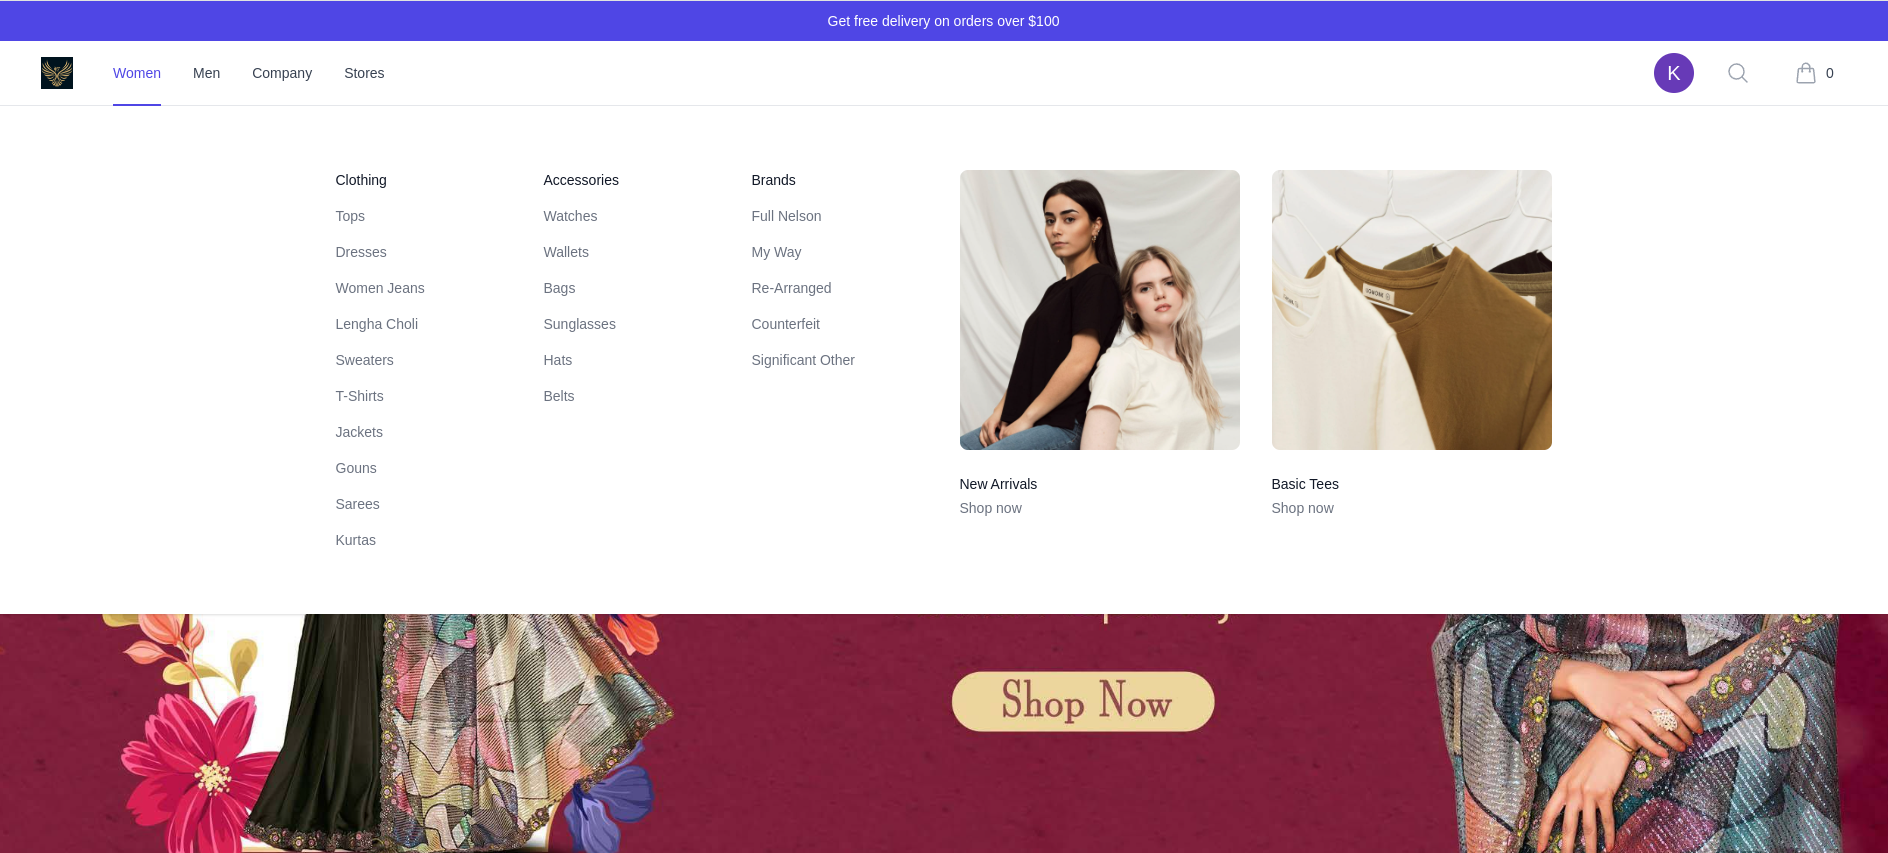 Get free delivery on orders over $100
Women
Men
Company
Stores
K
0
Clothing
Tops
Dresses
Women Jeans
Lengha Choli
Sweaters
T-Shirts
Jackets
Gouns
Sarees
Kurtas
Accessories
Watches
Wallets
Bags
Sunglasses
Hats
Belts
Brands
Full Nelson
My Way
Re-Arranged
Counterfeit
Significant Other
New Arrivals
Shop now
Basic Tees
Shop now
Shop Now